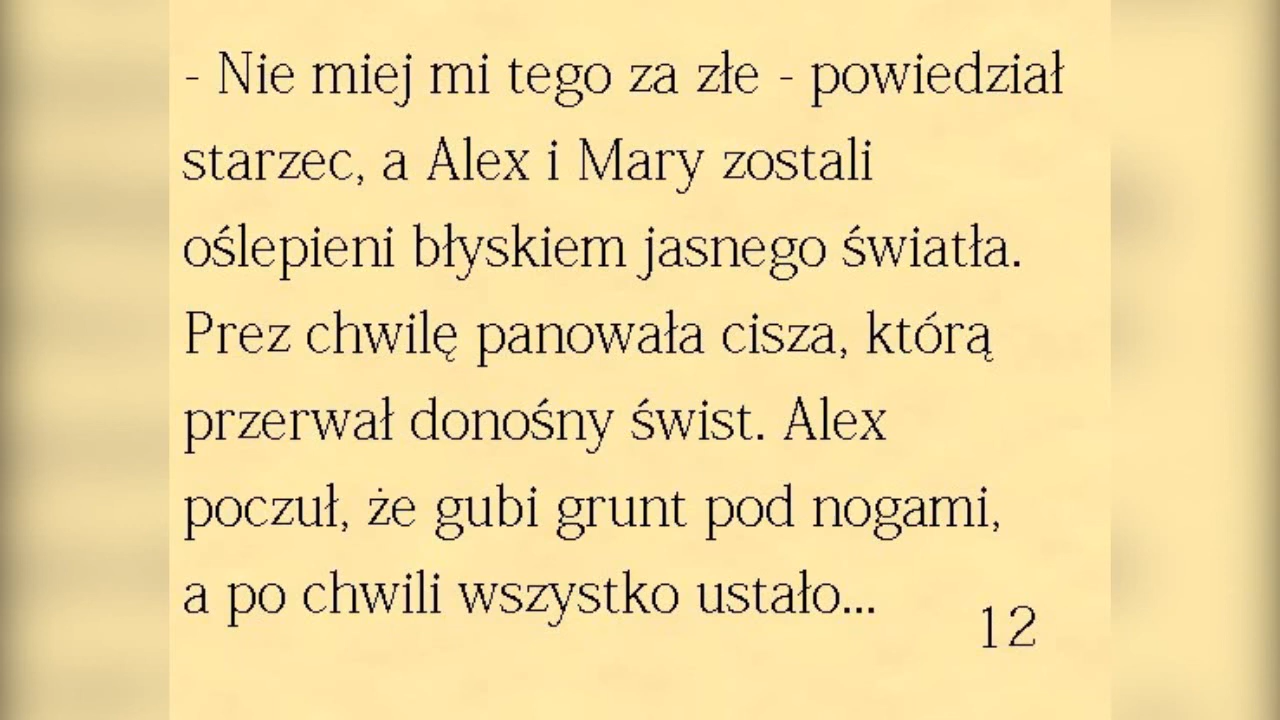 - Nie miej mi tego za złe - powiedział
starzec, a Alex i Mary zostali
oślepieni błyskiem jasnego światła.
Prez chwilę panowała cisza, którą
przerwał donośny świst. Alex
poczuł, że gubi grunt pod nogami,
a po chwili wszystko ustało...
12